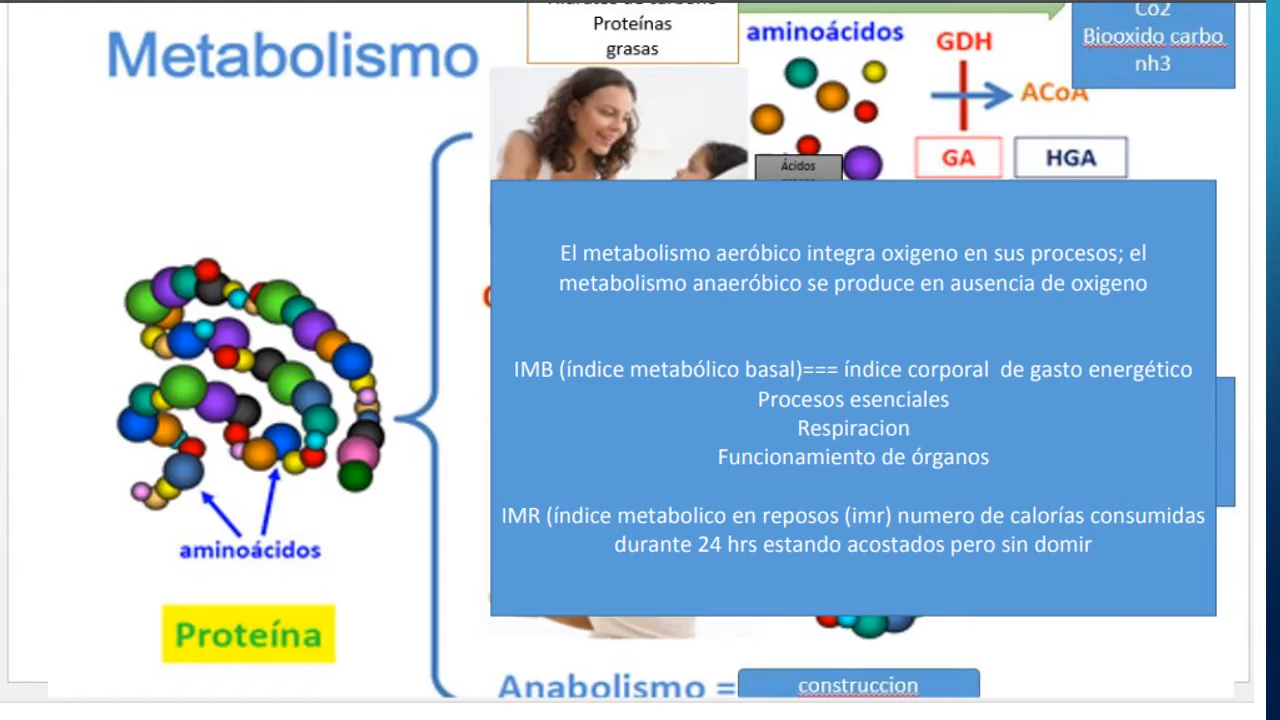 Metabolismo
Proteínas
grasas
aminoácidos
GDH
ACoA
Co2
Biooxido carbo
nh3
GA
HGA
Ácidos
El metabolismo aeróbico integra oxigeno en sus procesos; el
metabolismo anaeróbico se produce en ausencia de oxigeno
IMB (índice metabólico basal)=== índice corporal  de gasto energético
Procesos esenciales
Respiracion
Funcionamiento de órganos
IMR (índice metabolico en reposos (imr) numero de calorías consumidas
durante 24 hrs estando acostados pero sin domir
aminoácidos
Proteína
Anabolismo =
construccion